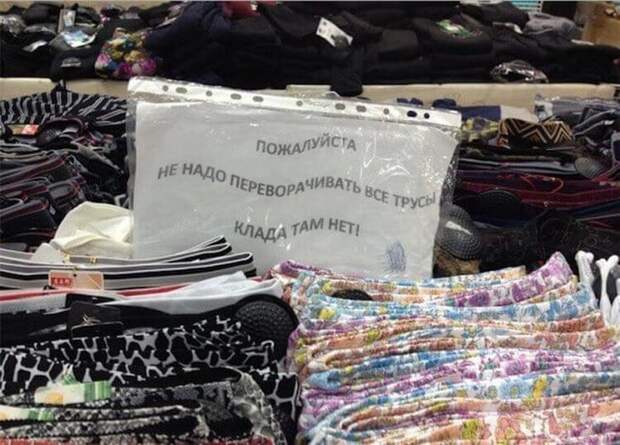 ПОЖАЛУЙСТА
НЕ НАДО ПЕРЕВОРАЧИВАТЬ ВСЕ ТРУСЫ
КЛАДА ТАМ НЕТ!